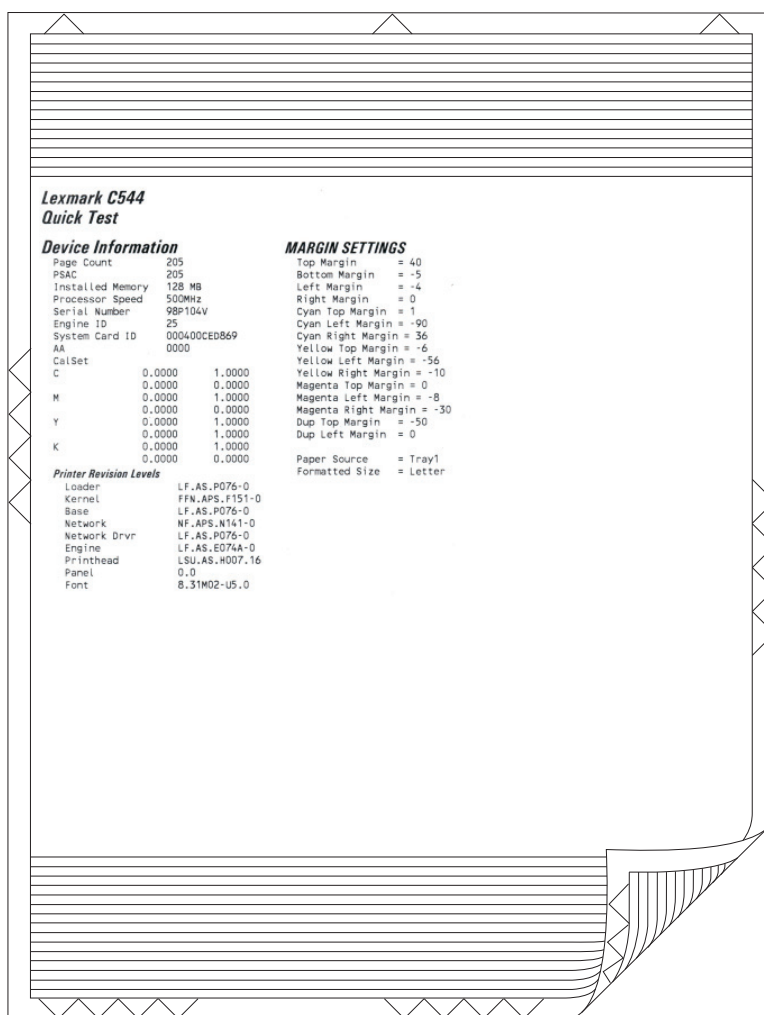 Lexmark C544
Quick Test
Device Information
Page Count 205
PSAC 205
Installed Memory 128 MB
Processor Speed 500MHz
Serial Number 98P104V
Engine ID 25
System Card ID 000400CED869
AA 0000
CalSet
C 0.0000 1.0000
0.0000 0.0000
M 0.0000 1.0000
0.0000 0.0000
Y 0.0000 1.0000
0.0000 1.0000
K 0.0000 1.0000
0.0000 0.0000
Printer Revision Levels
Loader LF.AS.P076-0
Kernel FFN.APS.F151-0
Base LF.AS.P076-0
Network NF.APS.N141-0
Network Drvr LF.AS.P076-0
Engine LF.AS.E074A-0
Printhead LSU.AS.H007.16
Panel 0.0
Font 8.31M02-U5.0
MARGIN SETTINGS
Top Margin = 40
Bottom Margin = -5
Left Margin = -4
Right Margin = 0
Cyan Top Margin = 1
Cyan Left Margin = -90
Cyan Right Margin = 36
Yellow Top Margin = -6
Yellow Left Margin = -56
Yellow Right Margin = -10
Magenta Top Margin = 0
Magenta Left Margin = -8
Magenta Right Margin = -30
Dup Top Margin = -50
Dup Left Margin = 0
Paper Source = Tray1
Formatted Size = Letter